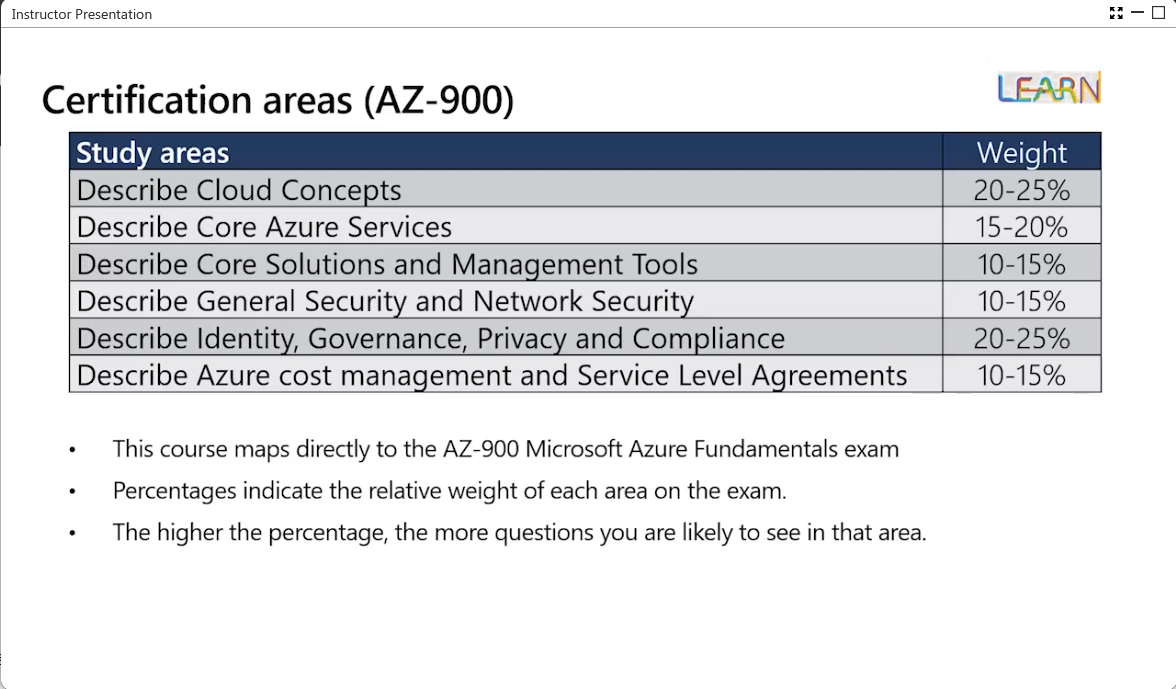 Instructor Presentation
Certification areas (AZ-900)
LEARN
Study areas Weight
Describe Cloud Concepts 20-25%
Describe Core Azure Services 15-20%
Describe Core Solutions and Management Tools 10-15%
Describe General Security and Network Security 10-15%
Describe Identity, Governance, Privacy and Compliance 20-25%
Describe Azure cost management and Service Level Agreements 10-15%
• This course maps directly to the AZ-900 Microsoft Azure Fundamentals exam
• Percentages indicate the relative weight of each area on the exam.
• The higher the percentage, the more questions you are likely to see in that area.